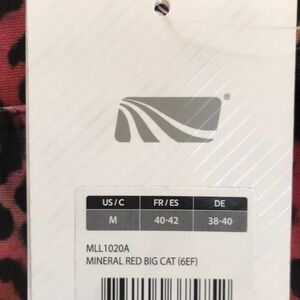 ®
US / C FR / ES DE
M 40-42 38-40
MLL1020A
MINERAL RED BIG CAT (6EF)